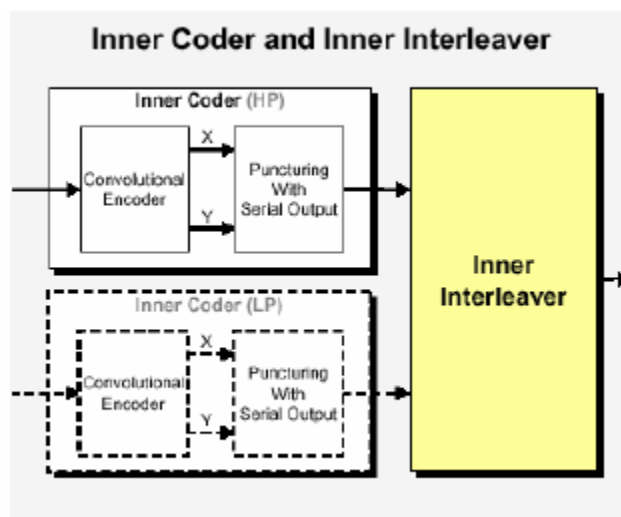 Inner Coder and Inner Interleaver
Inner Coder (HP)
Convolutional
Encoder
X
Y
Puncturing
With
Serial Output
Inner
Interleaver
Inner Coder (LP)
Convolutional
Encoder
X
Y
Puncturing
With
Serial Output